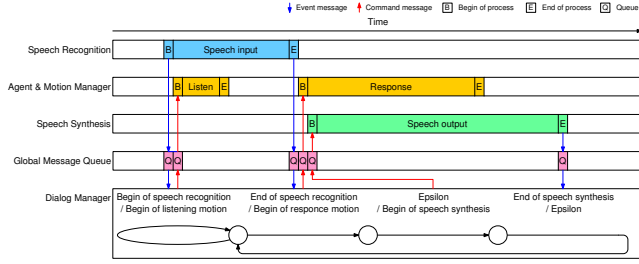 Event message Command message B Begin of process E End of process Q Queue
Time
Speech Recognition B Speech input E
Agent & Motion Manager B Listen E B Response E
Speech Synthesis B Speech output E
Global Message Queue Q Q Q Q Q Q
Dialog Manager Begin of speech recognition End of speech recognition Epsilon End of speech synthesis
/ Begin of listening motion / Begin of responce motion / Begin of speech synthesis / Epsilon